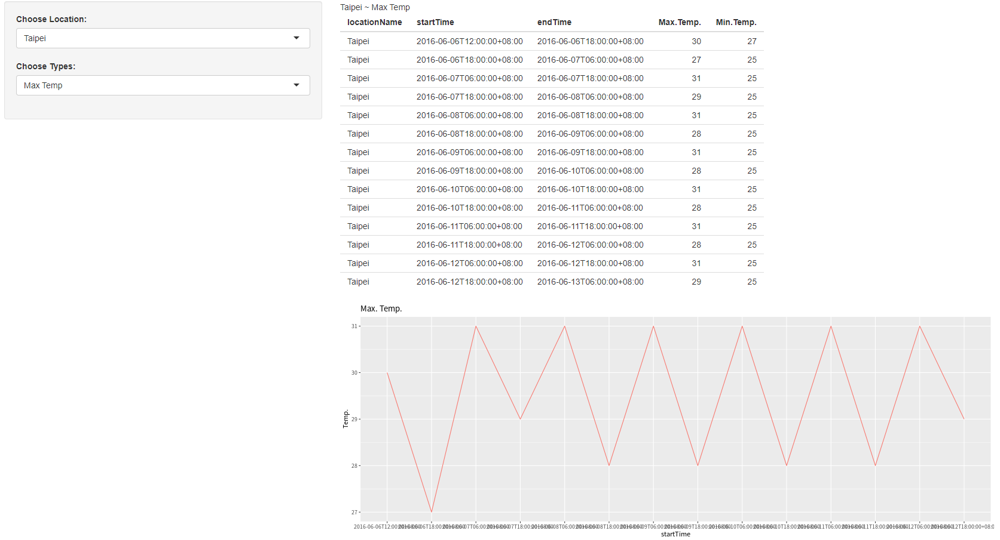 Choose Location:
Taipei
Choose Types:
Max Temp
Taipei ~ Max Temp
locationName startTime endTime Max.Temp. Min.Temp.
Taipei 2016-06-06T12:00:00+08:00 2016-06-06T18:00:00+08:00 30 27
Taipei 2016-06-06T18:00:00+08:00 2016-06-07T06:00:00+08:00 27 25
Taipei 2016-06-07T06:00:00+08:00 2016-06-07T18:00:00+08:00 31 25
Taipei 2016-06-07T18:00:00+08:00 2016-06-08T06:00:00+08:00 29 25
Taipei 2016-06-08T06:00:00+08:00 2016-06-08T18:00:00+08:00 31 25
Taipei 2016-06-08T18:00:00+08:00 2016-06-09T06:00:00+08:00 28 25
Taipei 2016-06-09T06:00:00+08:00 2016-06-09T18:00:00+08:00 31 25
Taipei 2016-06-09T18:00:00+08:00 2016-06-10T06:00:00+08:00 28 25
Taipei 2016-06-10T06:00:00+08:00 2016-06-10T18:00:00+08:00 31 25
Taipei 2016-06-10T18:00:00+08:00 2016-06-11T06:00:00+08:00 28 25
Taipei 2016-06-11T06:00:00+08:00 2016-06-11T18:00:00+08:00 31 25
Taipei 2016-06-11T18:00:00+08:00 2016-06-12T06:00:00+08:00 28 25
Taipei 2016-06-12T06:00:00+08:00 2016-06-12T18:00:00+08:00 31 25
Taipei 2016-06-12T18:00:00+08:00 2016-06-13T06:00:00+08:00 29 25
Max. Temp.
31
30
29
28
27
Temp.
startTime